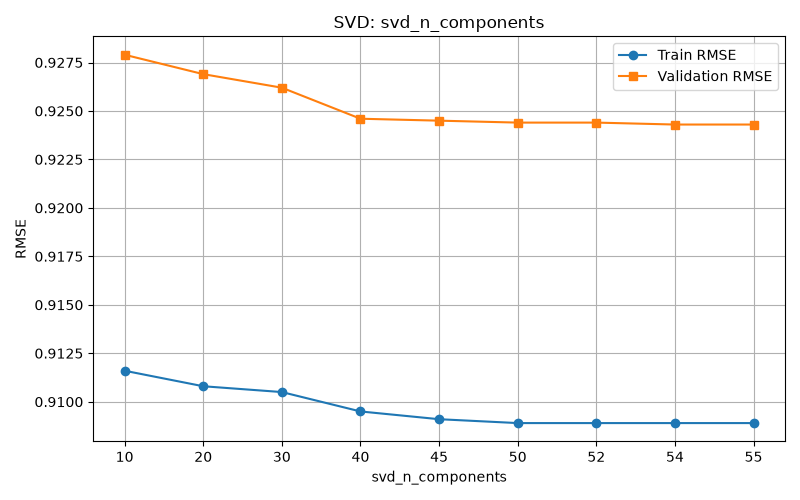 SVD: svd_n_components
Train RMSE
Validation RMSE
RMSE
0.9275
0.9250
0.9225
0.9200
0.9175
0.9150
0.9125
0.9100
10 20 30 40 45 50 52 54 55
svd_n_components